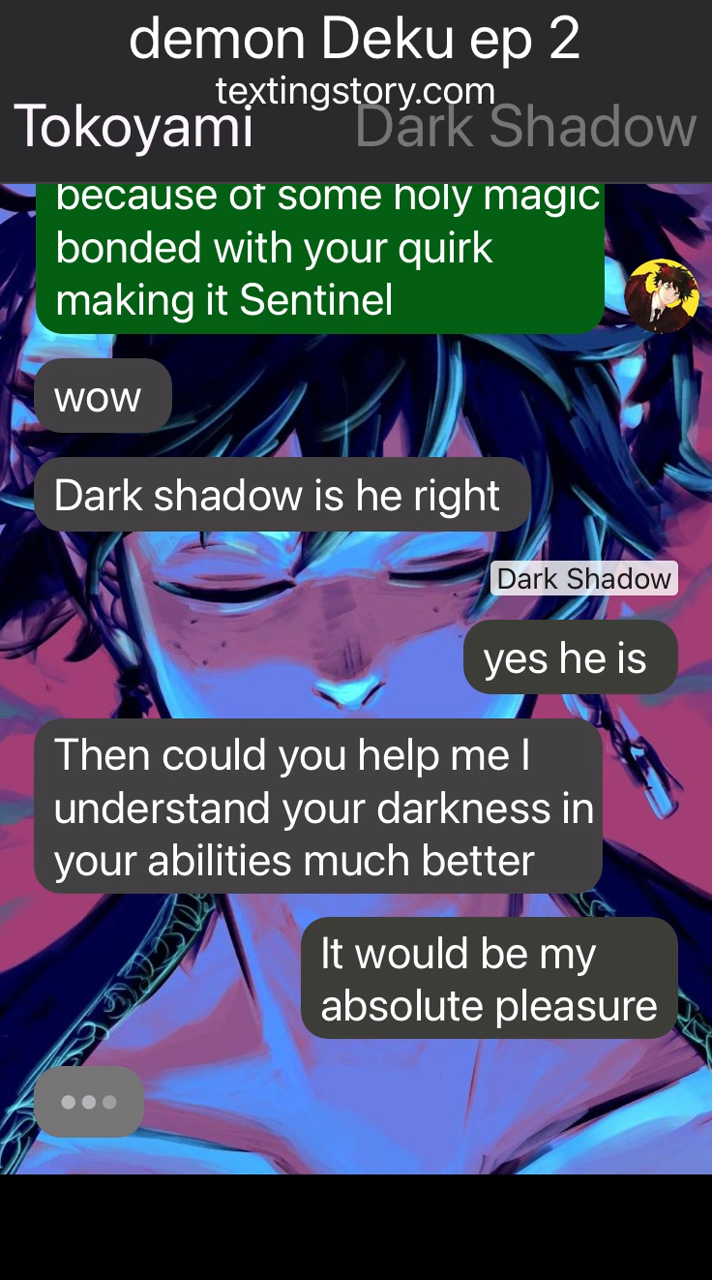 demon Deku ep 2
textingstory.com
Tokoyami Dark Shadow
because of some holy magic
bonded with your quirk
making it Sentinel
wow
Dark shadow is he right
Dark Shadow
yes he is
Then could you help me I
understand your darkness in
your abilities much better
It would be my
absolute pleasure